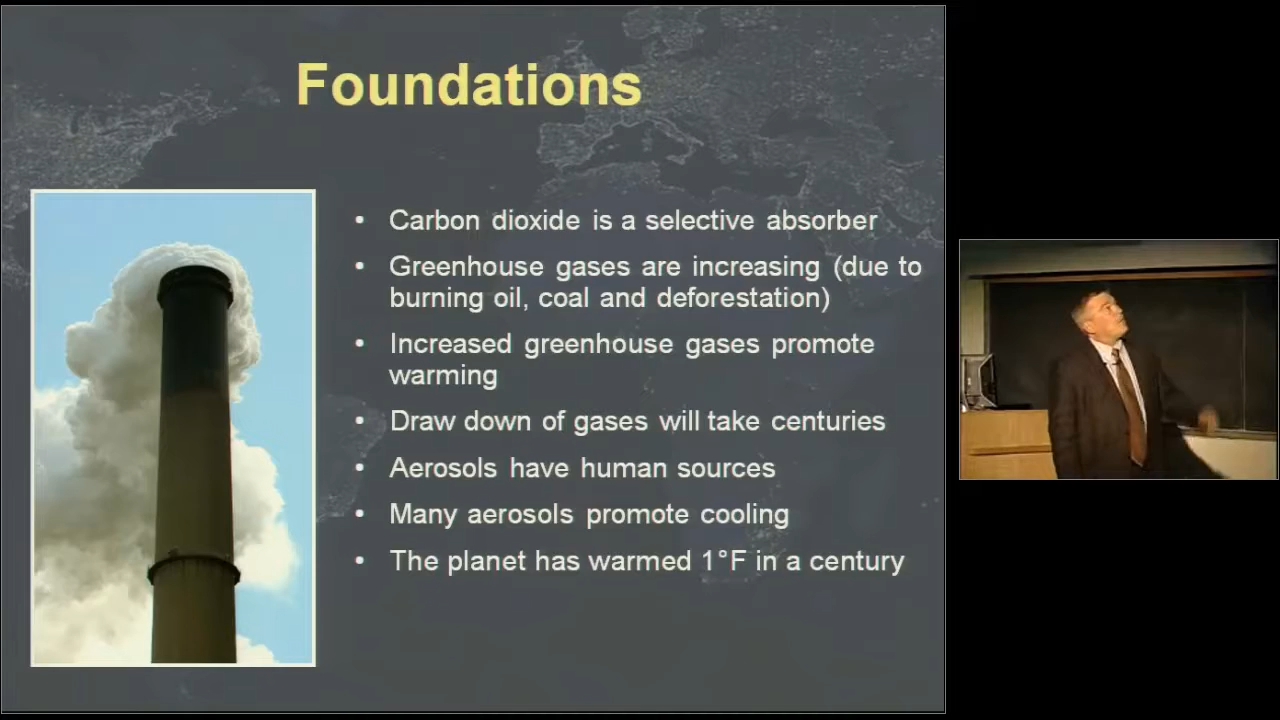 Foundations
• Carbon dioxide is a selective absorber
• Greenhouse gases are increasing (due to
burning oil, coal and deforestation)
• Increased greenhouse gases promote
warming
• Draw down of gases will take centuries
• Aerosols have human sources
• Many aerosols promote cooling
• The planet has warmed 1°F in a century